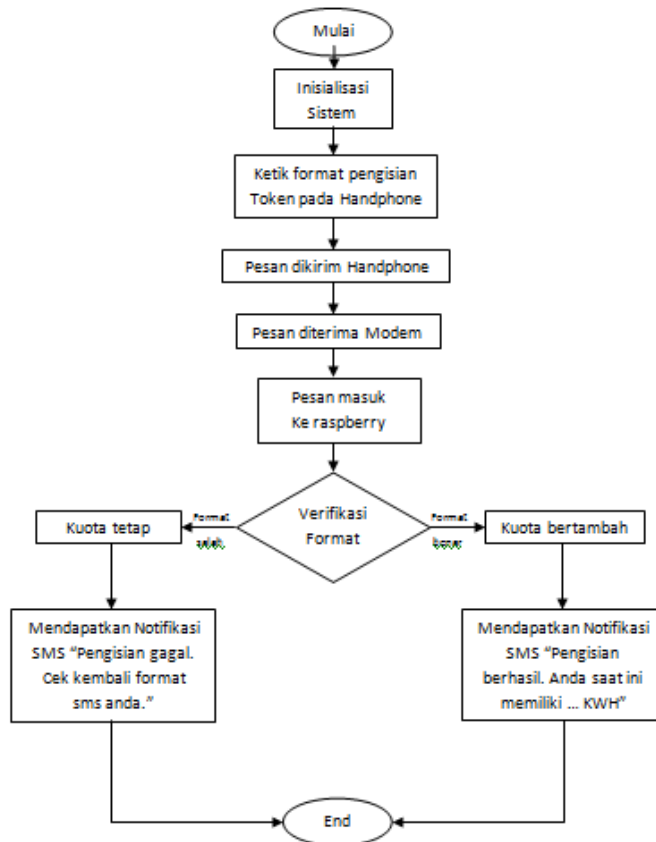 Mulai
Inisialisasi
Sistem
Ketik format pengisian
Token pada Handphone
Pesan dikirim Handphone
Pesan diterima Modem
Pesan masuk
Ke raspberry
Verifikasi
Format
Format
salah
Format
benar
Kuota tetap
Kuota bertambah
Mendapatkan Notifikasi
SMS “Pengisian gagal.
Cek kembali format
sms anda.”
Mendapatkan Notifikasi
SMS “Pengisian
berhasil. Anda saat ini
memiliki ... KWH”
End